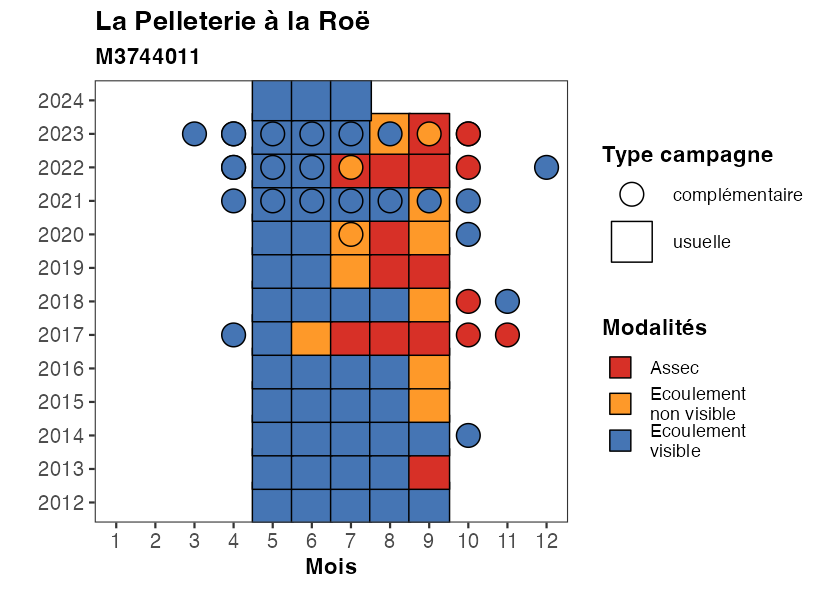 La Pelleterie à la Roë
M3744011
2024
2023
2022
2021
2020
2019
2018
2017
2016
2015
2014
2013
2012
1 2 3 4 5 6 7 8 9 10 11 12
Mois
Type campagne
complémentaire
usuelle
Modalités
Assec
Ecoulement
non visible
Ecoulement
visible